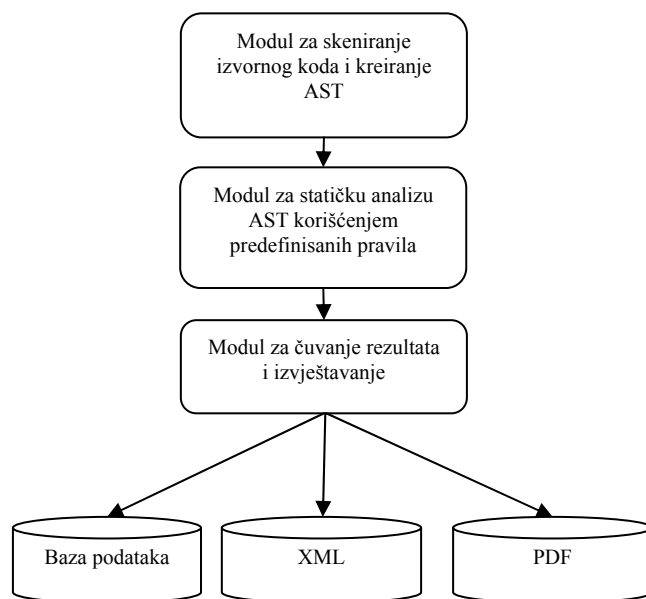 Modul za skeniranje
izvornog koda i kreiranje
AST
Modul za statičku analizu
AST korišćenjem
predefinisanih pravila
Modul za čuvanje rezultata
i izvještavanje
Baza podataka
XML
PDF